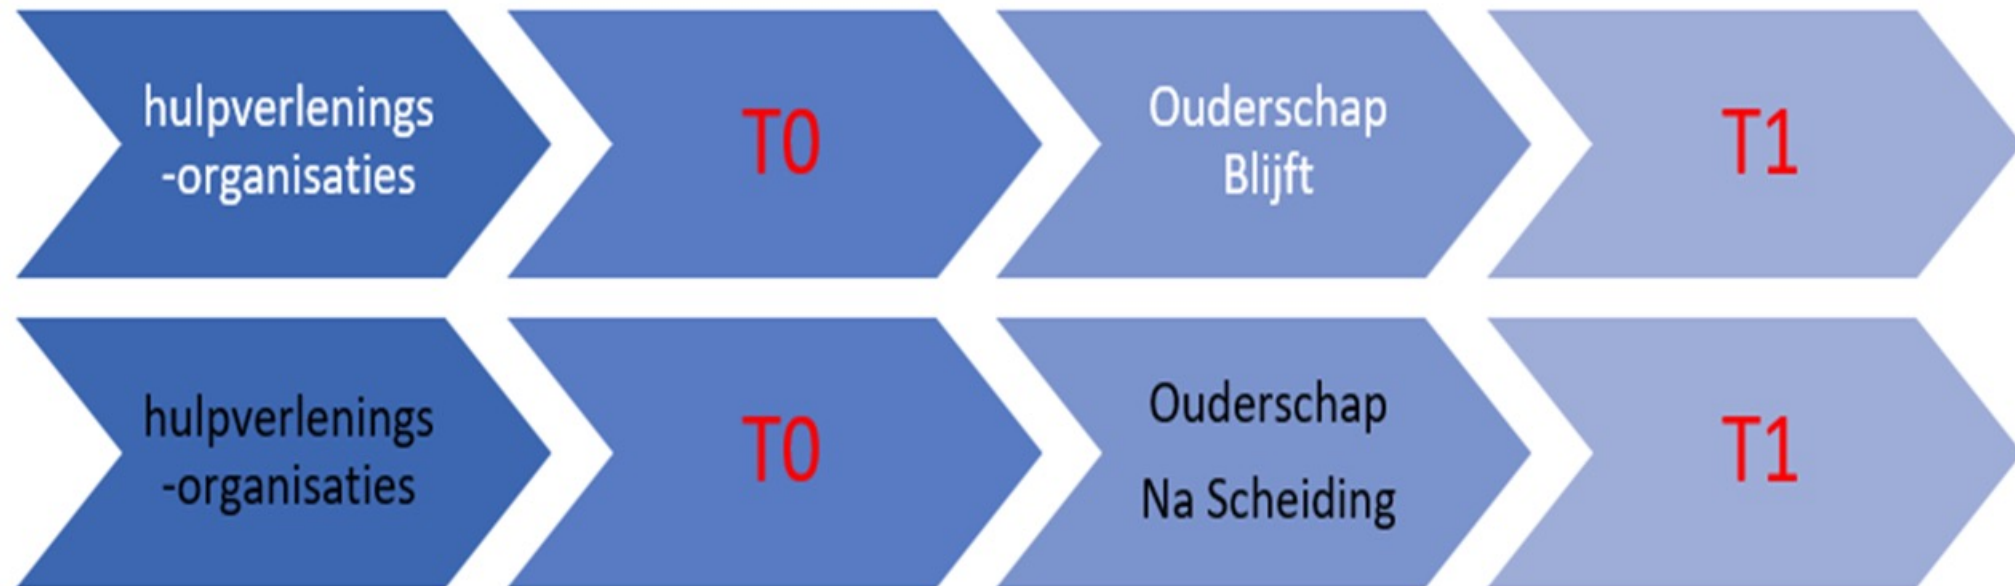 hulpverlenings
-organisaties
T0
Ouderschap
Blijft
T1
hulpverlenings
-organisaties
T0
Ouderschap
Na Scheiding
T1